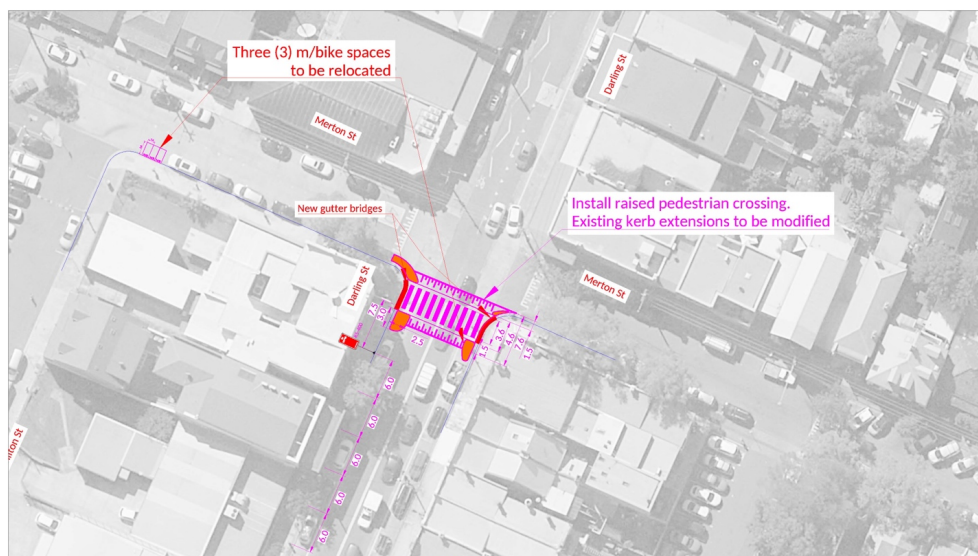 Three (3) m/bike spaces
to be relocated
Merton St
Darling St
New gutter bridges
Install raised pedestrian crossing.
Existing kerb extensions to be modified
Darling St
Merton St
7.5
3.0
2.5
1.5
3.6
4.6
7.6
1.5
6.0
6.0
6.0
6.0
6.0